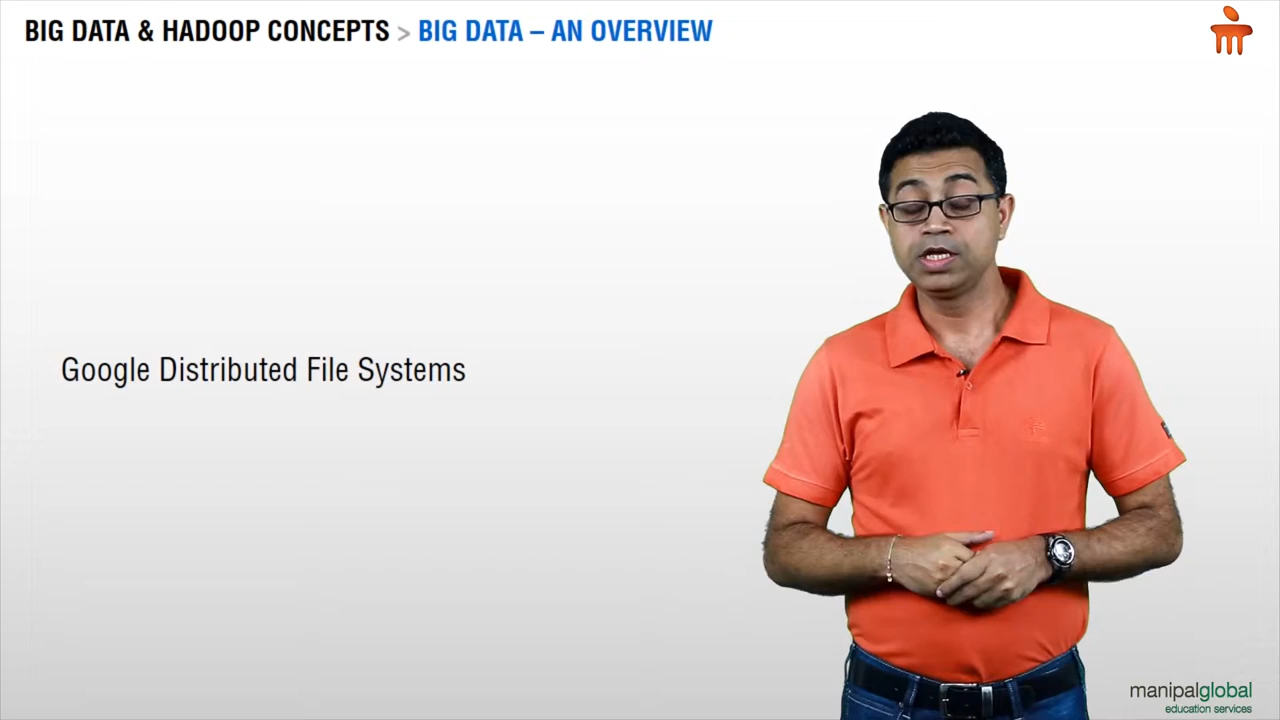 BIG DATA & HADOOP CONCEPTS > BIG DATA – AN OVERVIEW
Google Distributed File Systems
manipalglobal
education services